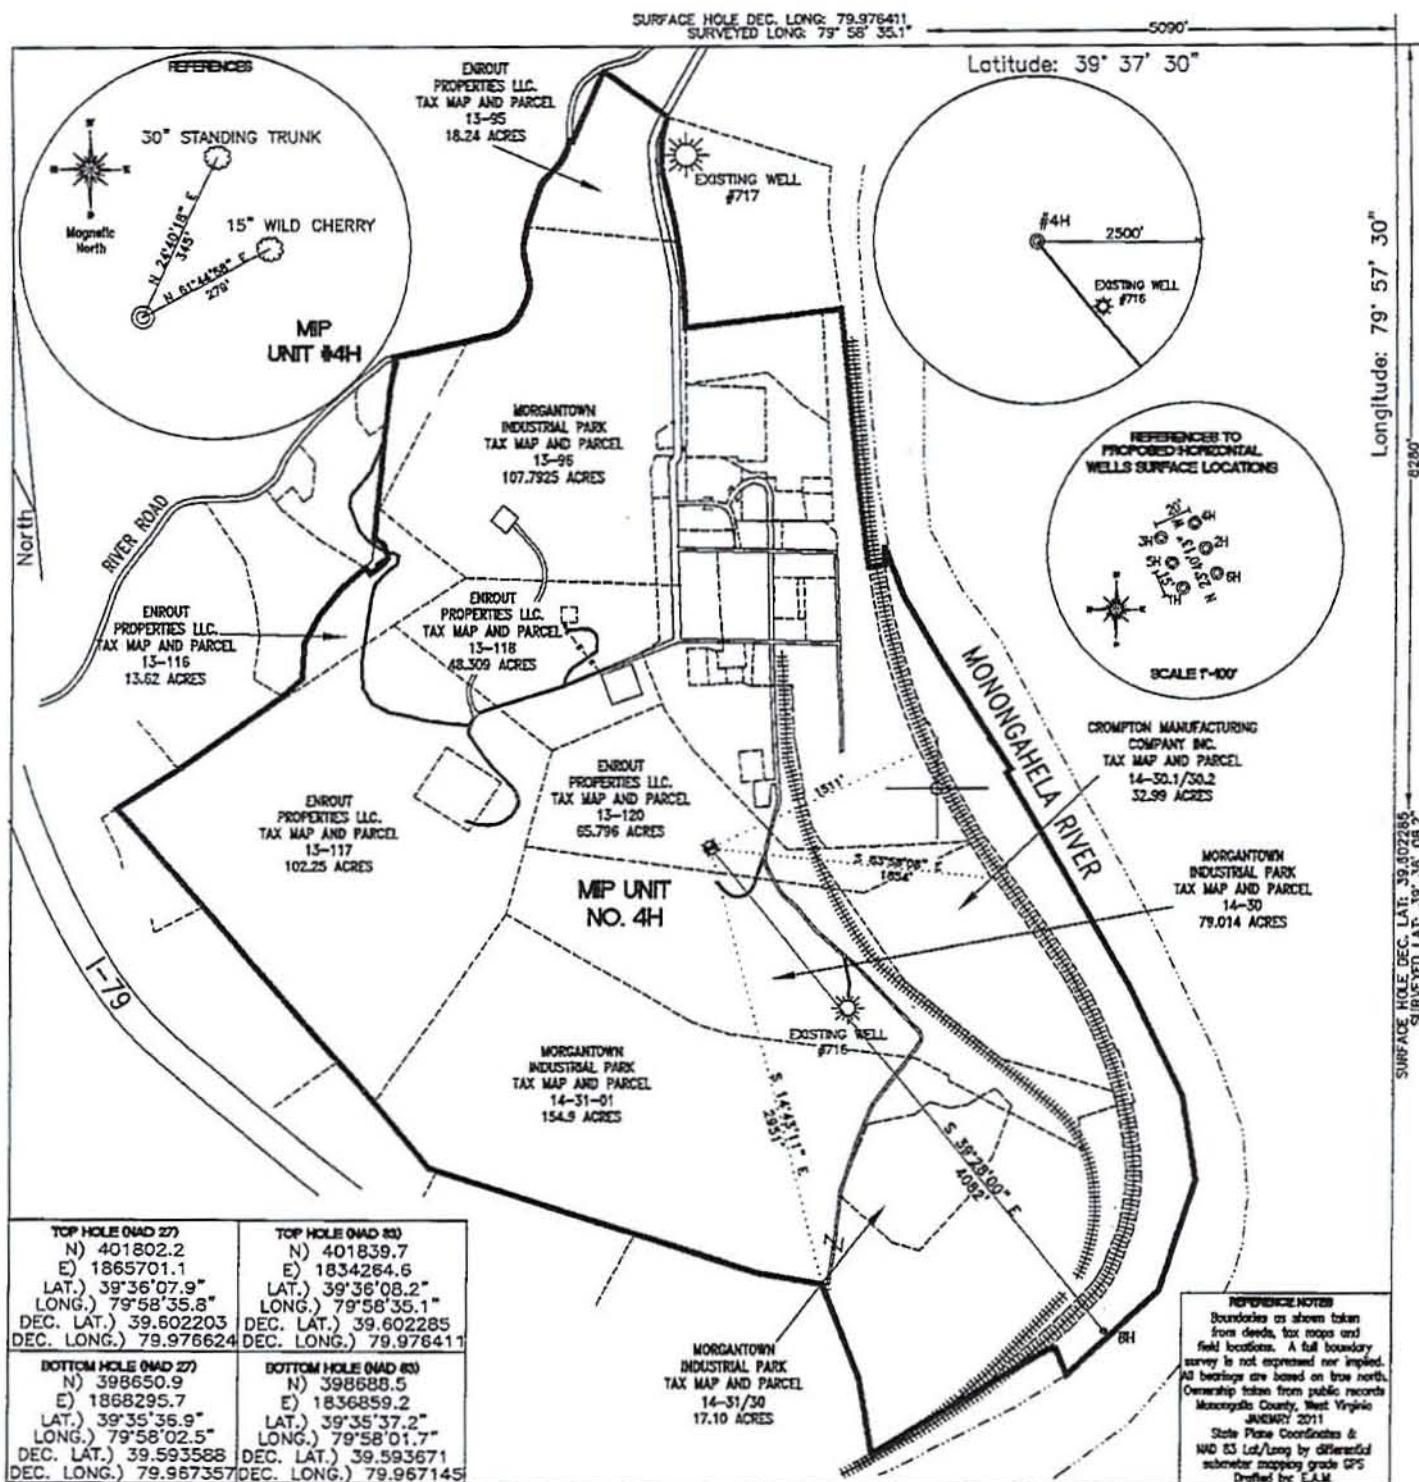 SURFACE HOLE DEC. LONG: 79.976411
SURVEYED LONG: 79° 58' 35.1"
5090'
Latitude: 39° 37' 30"
Longitude: 79° 57' 30"
8280'
SURFACE HOLE DEC. LAT: 39.602285
SURVEYED LAT: 39° 36' 08.2"
REFERENCES
30" STANDING TRUNK
15" WILD CHERRY
Magnetic
North
N 24°40'18" E
345'
N 61°44'58" E
279'
MIP
UNIT #4H
ENROUT
PROPERTIES LLC.
TAX MAP AND PARCEL
13-95
18.24 ACRES
EXISTING WELL
#717
#4H
2500'
EXISTING WELL
#716
MORGANTOWN
INDUSTRIAL PARK
TAX MAP AND PARCEL
13-96
107.7925 ACRES
REFERENCES TO
PROPOSED HORIZONTAL
WELLS SURFACE LOCATIONS
20'
4H
3H
2H
5H
6H
1H
SCALE 1"-100'
North
RIVER ROAD
ENROUT
PROPERTIES LLC.
TAX MAP AND PARCEL
13-116
13.62 ACRES
ENROUT
PROPERTIES LLC.
TAX MAP AND PARCEL
13-118
48.309 ACRES
MONONGAHELA RIVER
CROMPTON MANUFACTURING
COMPANY INC.
TAX MAP AND PARCEL
14-30.1/30.2
32.99 ACRES
ENROUT
PROPERTIES LLC.
TAX MAP AND PARCEL
13-117
102.25 ACRES
ENROUT
PROPERTIES LLC.
TAX MAP AND PARCEL
13-120
65.796 ACRES
1511'
MIP UNIT
NO. 4H
MORGANTOWN
INDUSTRIAL PARK
TAX MAP AND PARCEL
14-30
79.014 ACRES
I-79
EXISTING WELL
#716
MORGANTOWN
INDUSTRIAL PARK
TAX MAP AND PARCEL
14-31-01
154.9 ACRES
S 14°43'11" E
2951'
S 39°28'00" E
4082'
BH
MORGANTOWN
INDUSTRIAL PARK
TAX MAP AND PARCEL
14-31/30
17.10 ACRES
TOP HOLE (NAD 27)
N) 401802.2
E) 1865701.1
LAT.) 39°36'07.9"
LONG.) 79°58'35.8"
DEC. LAT.) 39.602203
DEC. LONG.) 79.976624
TOP HOLE (NAD 83)
N) 401839.7
E) 1834264.6
LAT.) 39°36'08.2"
LONG.) 79°58'35.1"
DEC. LAT.) 39.602285
DEC. LONG.) 79.976411
BOTTOM HOLE (NAD 27)
N) 398650.9
E) 1868295.7
LAT.) 39°35'36.9"
LONG.) 79°58'02.5"
DEC. LAT.) 39.593588
DEC. LONG.) 79.967357
BOTTOM HOLE (NAD 83)
N) 398688.5
E) 1836859.2
LAT.) 39°35'37.2"
LONG.) 79°58'01.7"
DEC. LAT.) 39.593671
DEC. LONG.) 79.967145
REFERENCE NOTES
Boundaries as shown taken
from deeds, tax maps and
field locations. A full boundary
survey is not expressed nor implied.
All bearings are based on true north.
Ownership taken from public records
Monongalia County, West Virginia
JANUARY 2011
State Plane Coordinates &
NAD 83 Lat/Long by differential
submeter mapping grade GPS
Drafted by: